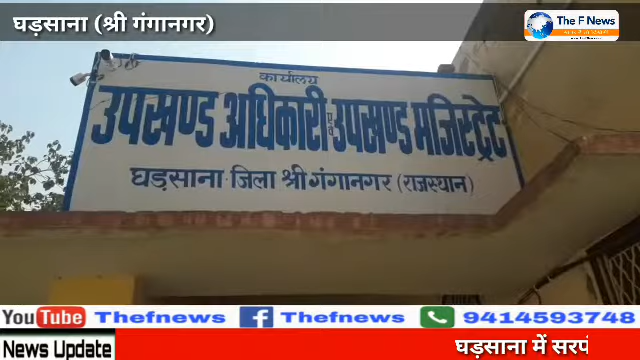 घड़साना (श्री गंगानगर)
The F News
कार्यालय
उपखण्ड अधिकारी एवं उपखण्ड मजिस्ट्रेट
घड़साना जिला श्री गंगानगर (राजस्थान)
YouTube Thefnews f Thefnews 9414593748
News Update घड़साना में सरपं